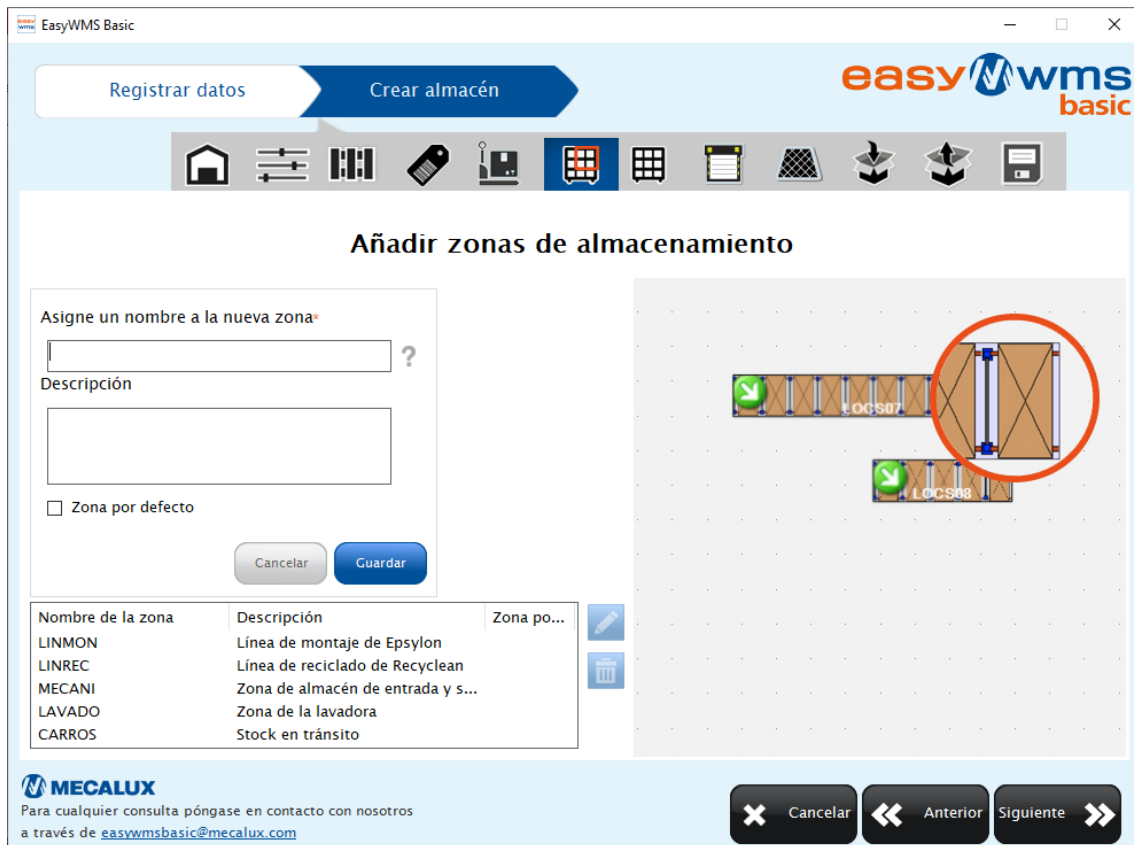 EasyWMS Basic
Registrar datos
Crear almacén
easy wms
basic
Añadir zonas de almacenamiento
Asigne un nombre a la nueva zona*
?
Descripción
Zona por defecto
Cancelar
Guardar
Nombre de la zona Descripción Zona po...
LINMON Línea de montaje de Epsylon
LINREC Línea de reciclado de Recyclean
MECANI Zona de almacén de entrada y s...
LAVADO Zona de la lavadora
CARROS Stock en tránsito
LOCS07
LOCS08
MECALUX
Para cualquier consulta póngase en contacto con nosotros
a través de easywmsbasic@mecalux.com
Cancelar
Anterior
Siguiente